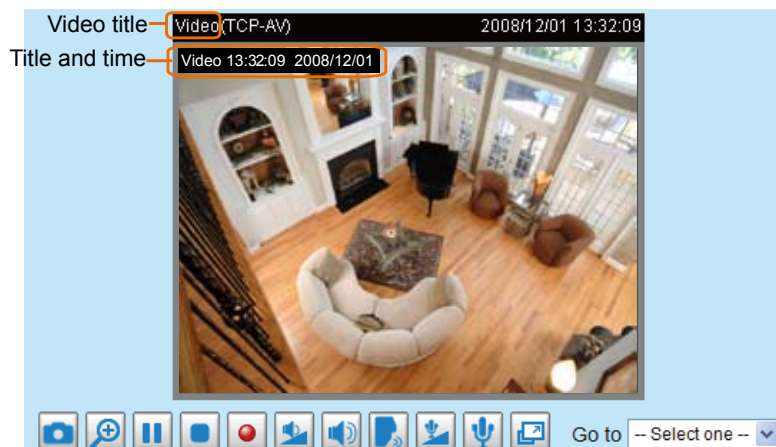 Video title
Video(TCP-AV) 2008/12/01 13:32:09
Title and time
Video 13:32:09 2008/12/01
Go to -- Select one --